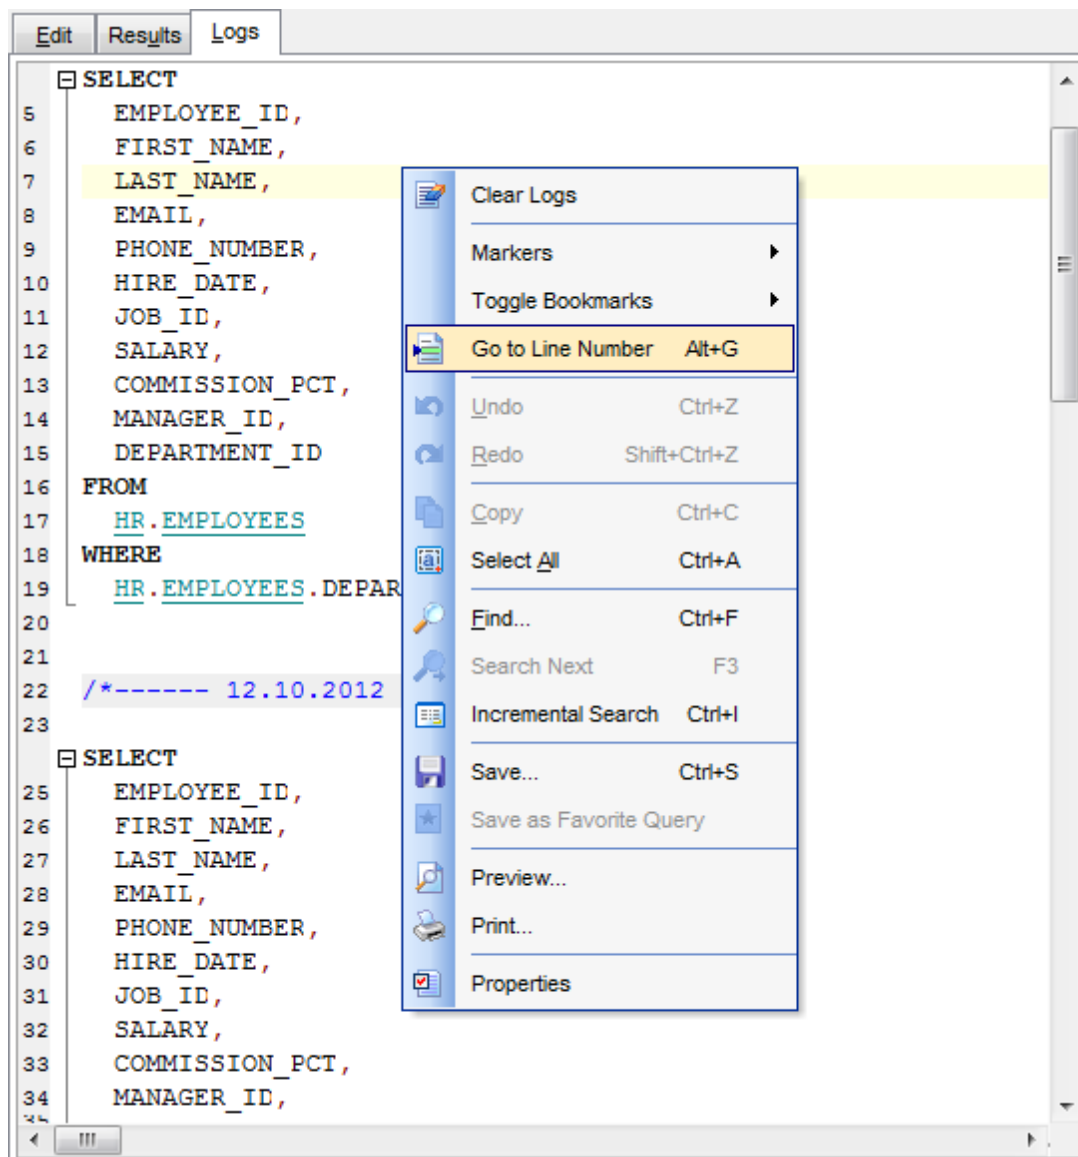 Edit Results Logs
SELECT
5 EMPLOYEE_ID,
6 FIRST_NAME,
7 LAST_NAME,
8 EMAIL,
9 PHONE_NUMBER,
10 HIRE_DATE,
11 JOB_ID,
12 SALARY,
13 COMMISSION_PCT,
14 MANAGER_ID,
15 DEPARTMENT_ID
16 FROM
17 HR.EMPLOYEES
18 WHERE
19 HR.EMPLOYEES.DEPAR
20
21
22 /*------ 12.10.2012
23
SELECT
25 EMPLOYEE_ID,
26 FIRST_NAME,
27 LAST_NAME,
28 EMAIL,
29 PHONE_NUMBER,
30 HIRE_DATE,
31 JOB_ID,
32 SALARY,
33 COMMISSION_PCT,
34 MANAGER_ID,
35
Clear Logs
Markers
Toggle Bookmarks
Go to Line Number Alt+G
Undo Ctrl+Z
Redo Shift+Ctrl+Z
Copy Ctrl+C
Select All Ctrl+A
Find... Ctrl+F
Search Next F3
Incremental Search Ctrl+I
Save... Ctrl+S
Save as Favorite Query
Preview...
Print...
Properties